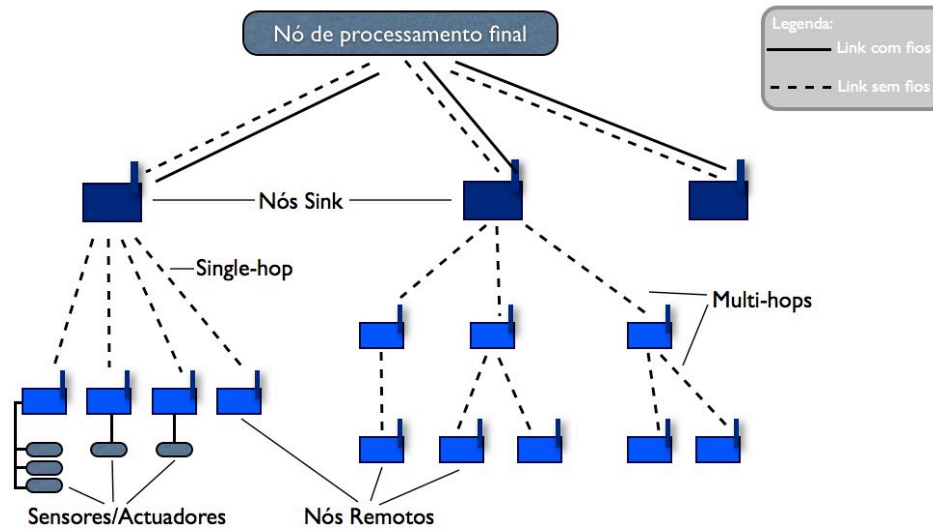 Nó de processamento final
Legenda:
Link com fios
Link sem fios
Nós Sink
Single-hop
Multi-hops
Sensores/Actuadores
Nós Remotos